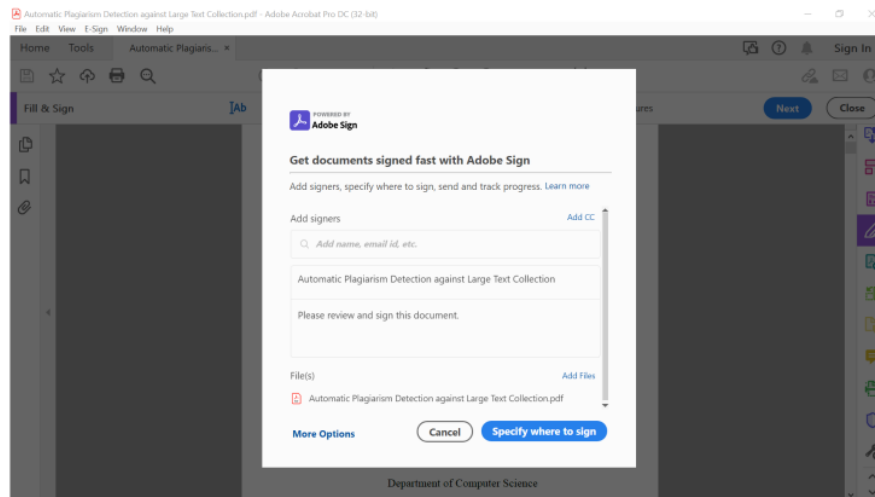 Automatic Plagiarism Detection against Large Text Collection.pdf - Adobe Acrobat Pro DC (32-bit)
File Edit View E-Sign Window Help
Home Tools Automatic Plagiaris... × Sign In
Fill & Sign Ab ures Next Close
POWERED BY
Adobe Sign
Get documents signed fast with Adobe Sign
Add signers, specify where to sign, send and track progress. Learn more
Add signers Add CC
Add name, email id, etc.
Automatic Plagiarism Detection against Large Text Collection
Please review and sign this document.
File(s) Add Files
Automatic Plagiarism Detection against Large Text Collection.pdf
More Options Cancel Specify where to sign
Department of Computer Science